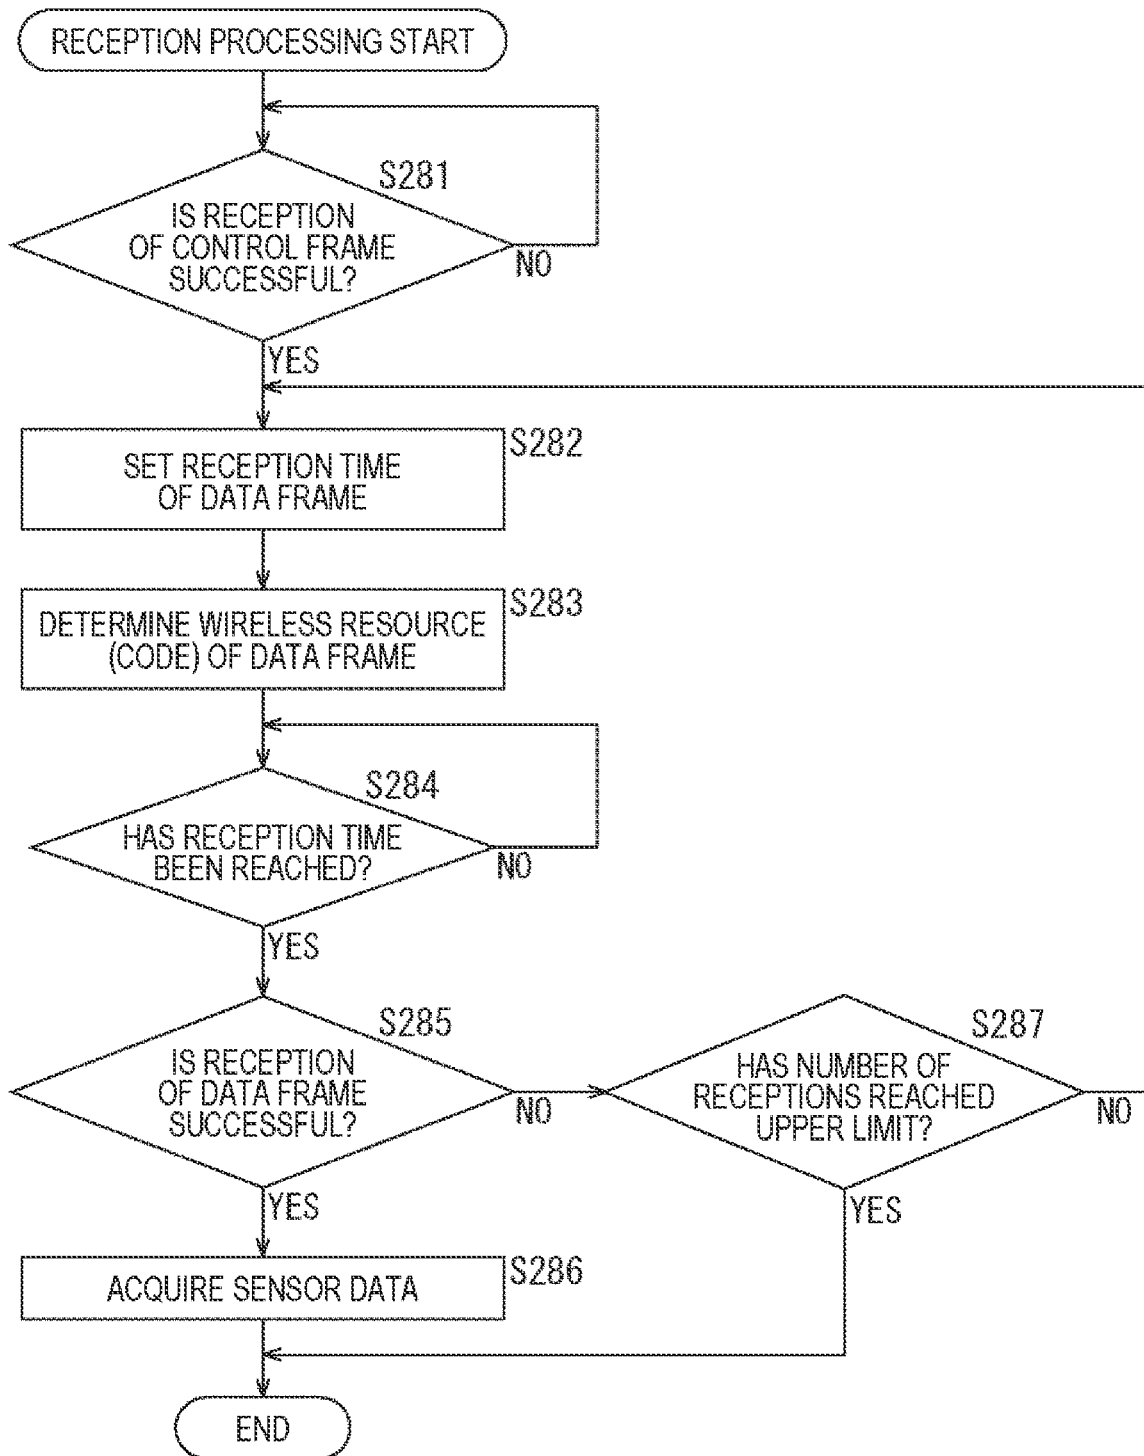 RECEPTION PROCESSING START
S281
IS RECEPTION
OF CONTROL FRAME
SUCCESSFUL?
NO
YES
S282
SET RECEPTION TIME
OF DATA FRAME
S283
DETERMINE WIRELESS RESOURCE
(CODE) OF DATA FRAME
S284
HAS RECEPTION TIME
BEEN REACHED?
NO
YES
S285
IS RECEPTION
OF DATA FRAME
SUCCESSFUL?
NO
S287
HAS NUMBER OF
RECEPTIONS REACHED
UPPER LIMIT?
NO
YES
YES
S286
ACQUIRE SENSOR DATA
END